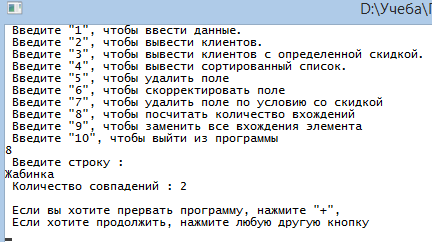 D:\Учеба\
Введите "1", чтобы ввести данные.
Введите "2", чтобы вывести клиентов.
Введите "3", чтобы вывести клиентов с определенной скидкой.
Введите "4", чтобы вывести сортированный список.
Введите "5", чтобы удалить поле
Введите "6", чтобы скорректировать поле
Введите "7", чтобы удалить поле по условию со скидкой
Введите "8", чтобы посчитать количество вхождений
Введите "9", чтобы заменить все вхождения элемента
Введите "10", чтобы выйти из программы
8
Введите строку :
Жабинка
Количество совпадений : 2
Если вы хотите прервать программу, нажмите "+",
Если хотите продолжить, нажмите любую другую кнопку